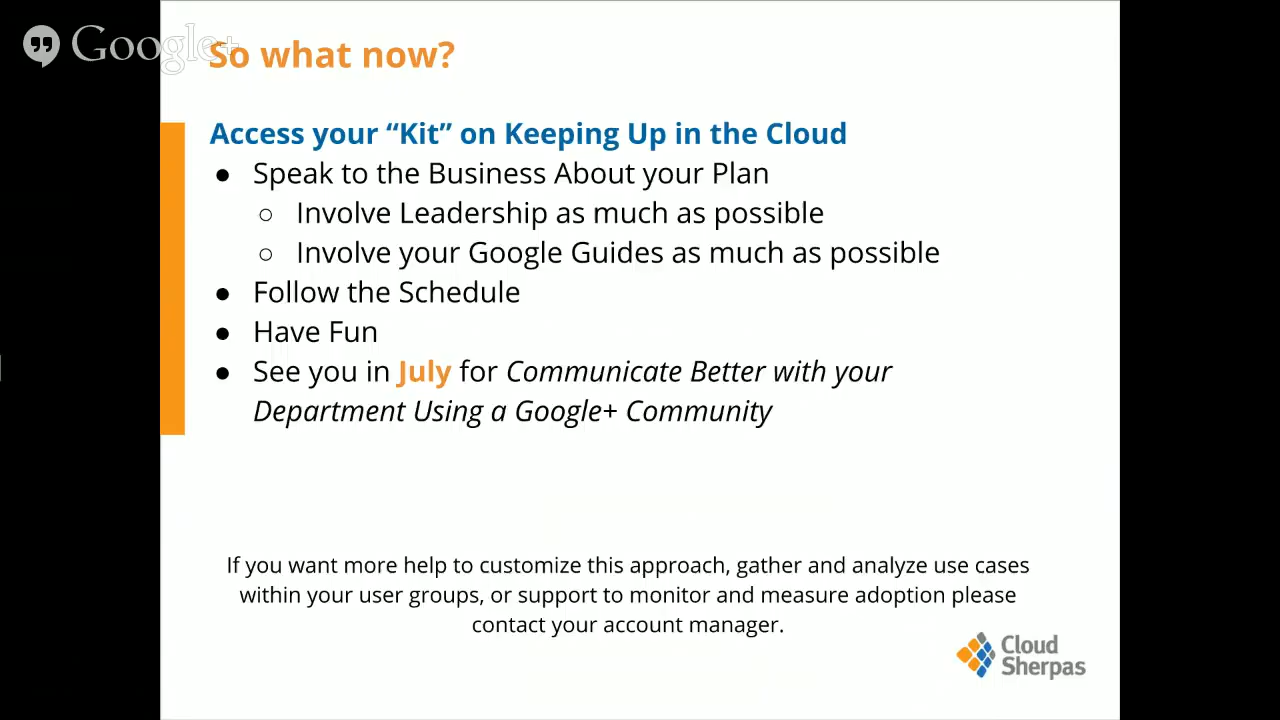 Google+
So what now?
Access your “Kit” on Keeping Up in the Cloud
● Speak to the Business About your Plan
○ Involve Leadership as much as possible
○ Involve your Google Guides as much as possible
● Follow the Schedule
● Have Fun
● See you in July for Communicate Better with your
Department Using a Google+ Community
If you want more help to customize this approach, gather and analyze use cases
within your user groups, or support to monitor and measure adoption please
contact your account manager.
Cloud
Sherpas